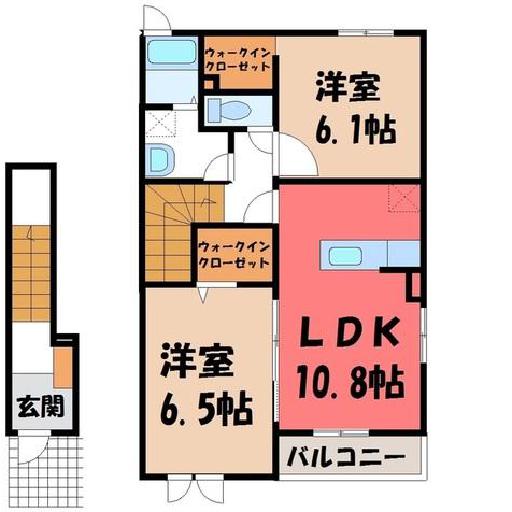 ウォークイン
クローゼット
洋室
6.1帖
ウォークイン
クローゼット
LDK
10.8帖
洋室
6.5帖
玄関
バルコニー